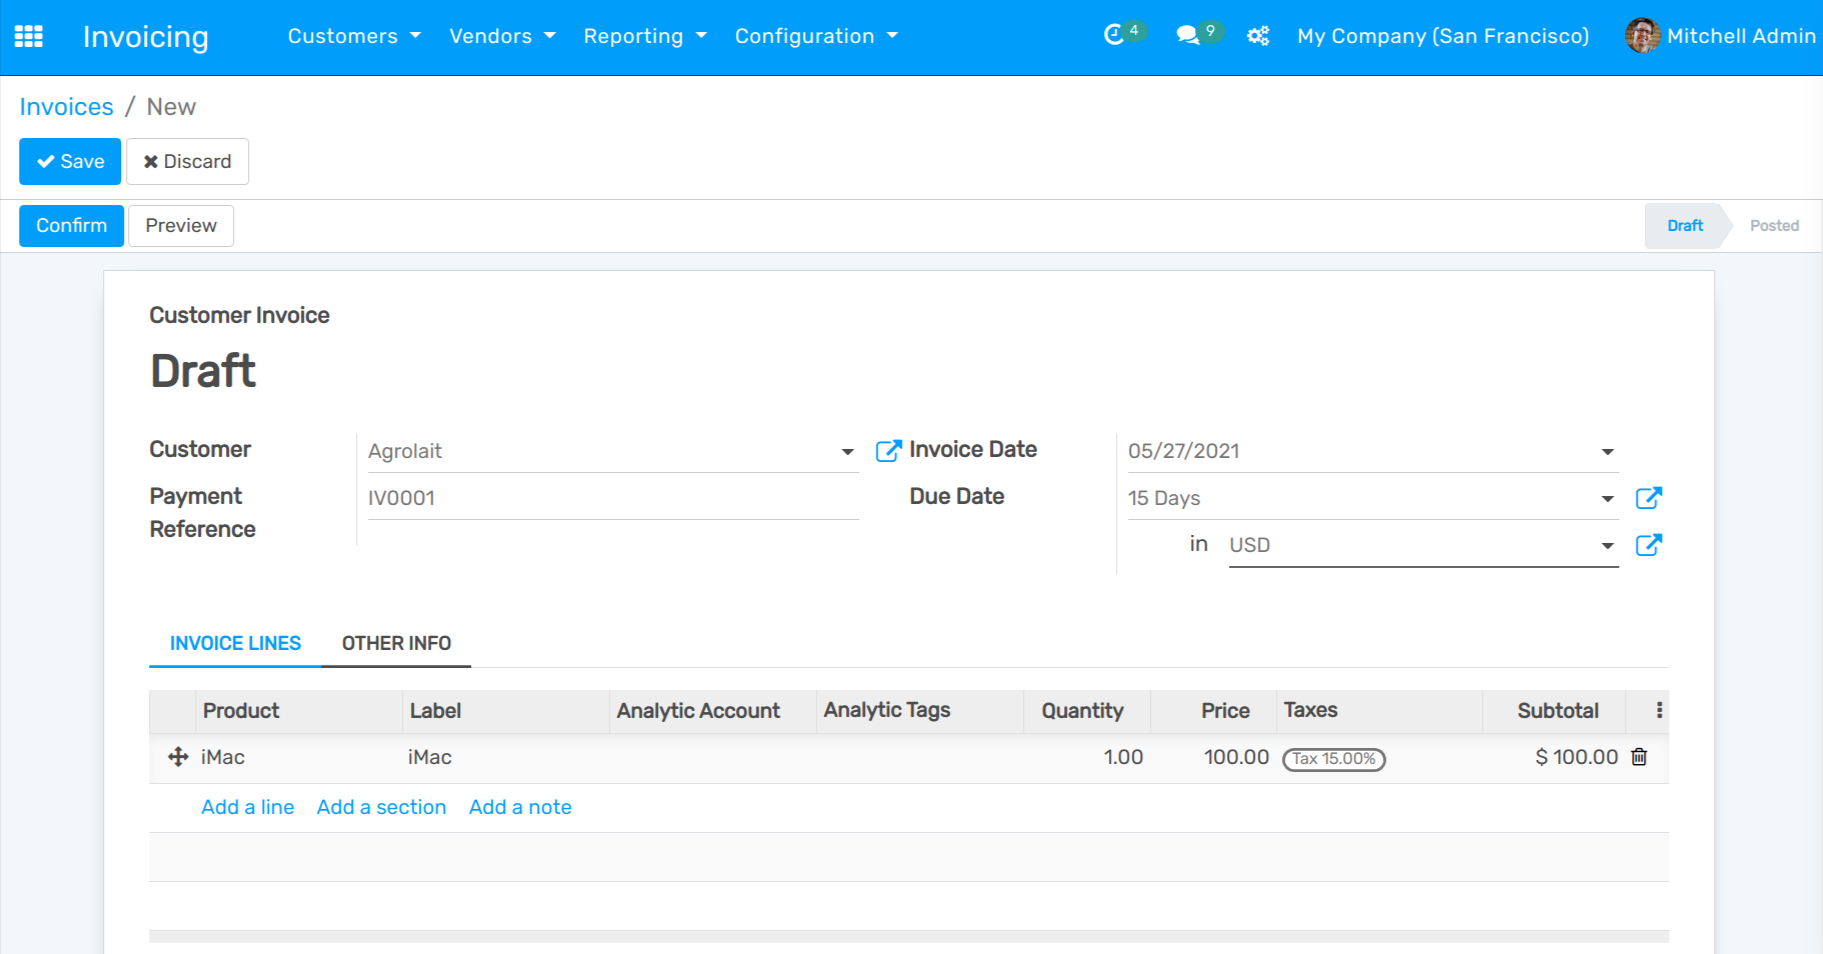 Invoicing Customers Vendors Reporting Configuration 4 9 My Company (San Francisco) Mitchell Admin
Invoices / New
Save Discard
Confirm Preview Draft Posted
Customer Invoice
Draft
Customer Agrolait Invoice Date 05/27/2021
Payment Reference IV0001 Due Date 15 Days
in USD
INVOICE LINES OTHER INFO
Product Label Analytic Account Analytic Tags Quantity Price Taxes Subtotal
iMac iMac 1.00 100.00 Tax 15.00% $ 100.00
Add a line Add a section Add a note